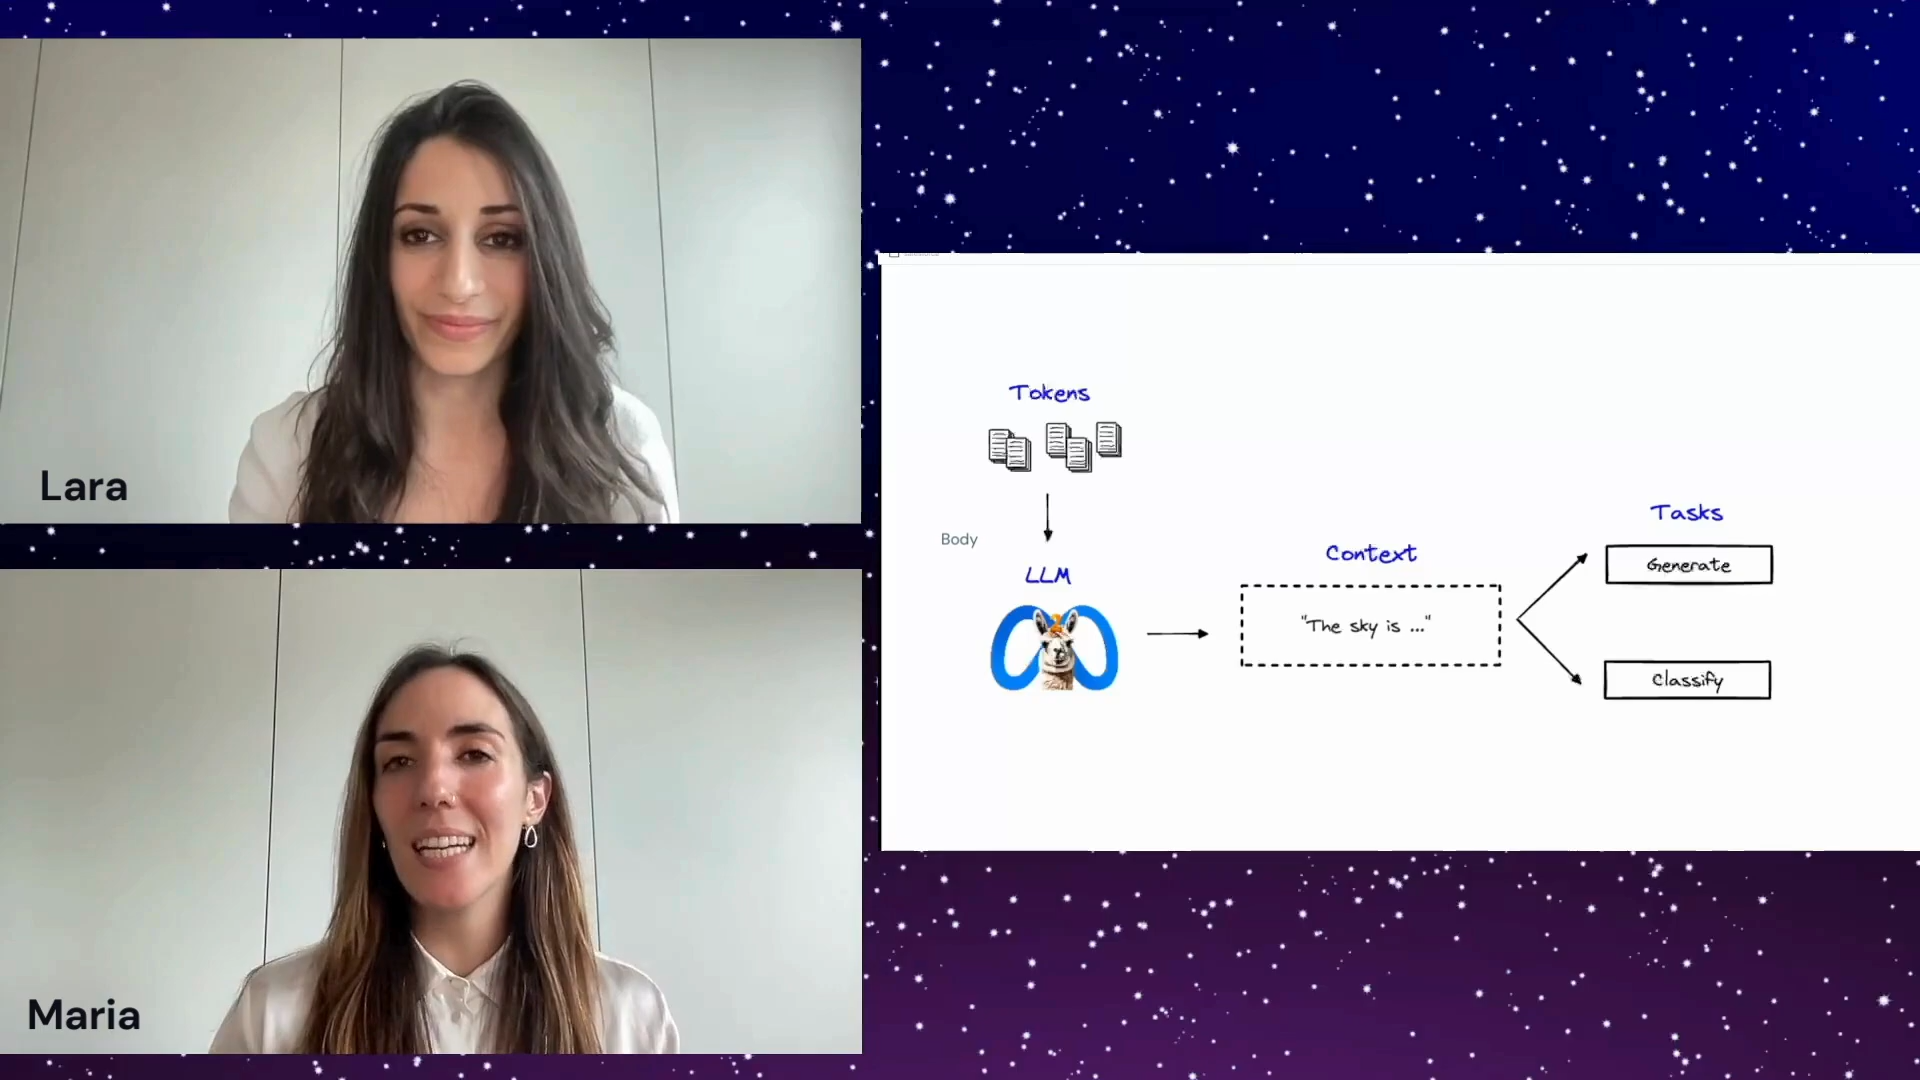 Lara
Maria
Tokens
Body
LLM
Context
"The sky is ..."
Tasks
Generate
Classify